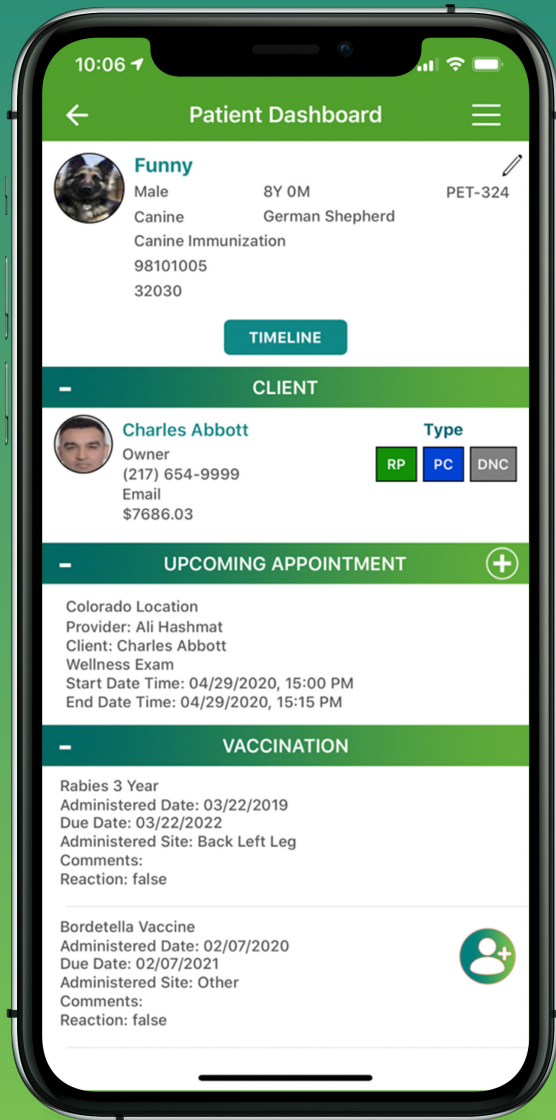 10:06
Patient Dashboard
Funny
Male 8Y 0M PET-324
Canine German Shepherd
Canine Immunization
98101005
32030
TIMELINE
- CLIENT
Charles Abbott Type
Owner
(217) 654-9999
RP PC DNC
Email
$7686.03
- UPCOMING APPOINTMENT
Colorado Location
Provider: Ali Hashmat
Client: Charles Abbott
Wellness Exam
Start Date Time: 04/29/2020, 15:00 PM
End Date Time: 04/29/2020, 15:15 PM
- VACCINATION
Rabies 3 Year
Administered Date: 03/22/2019
Due Date: 03/22/2022
Administered Site: Back Left Leg
Comments:
Reaction: false
Bordetella Vaccine
Administered Date: 02/07/2020
Due Date: 02/07/2021
Administered Site: Other
Comments:
Reaction: false